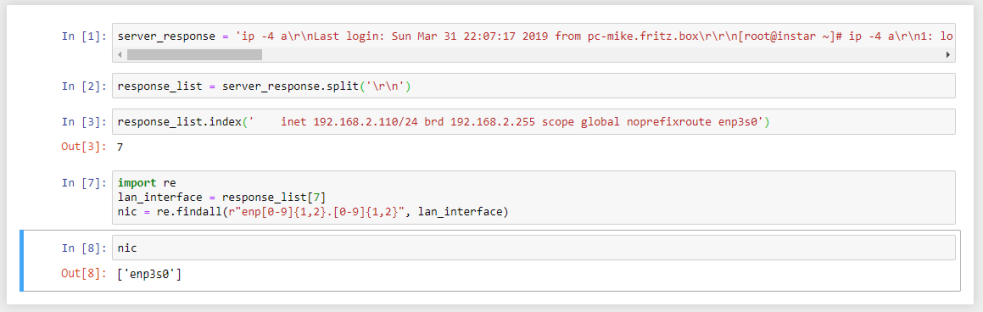 In [1]: server_response = 'ip -4 a\r\nLast login: Sun Mar 31 22:07:17 2019 from pc-mike.fritz.box\r\r\n[root@instar ~]# ip -4 a\r\n1: lo
In [2]: response_list = server_response.split('\r\n')
In [3]: response_list.index('    inet 192.168.2.110/24 brd 192.168.2.255 scope global noprefixroute enp3s0')
Out[3]: 7
In [7]: import re
lan_interface = response_list[7]
nic = re.findall(r"enp[0-9]{1,2}.[0-9]{1,2}", lan_interface)
In [8]: nic
Out[8]: ['enp3s0']